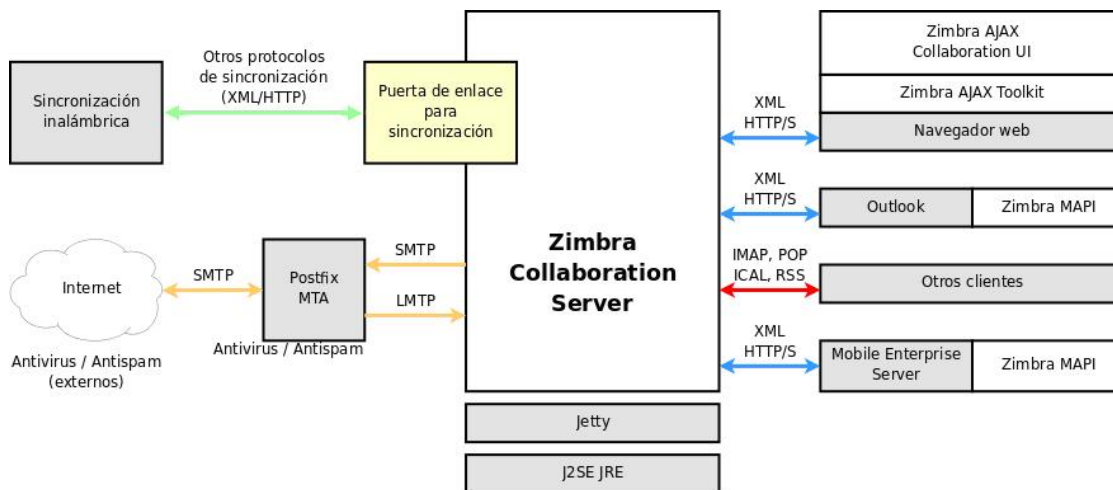 Otros protocolos
de sincronización
(XML/HTTP)
Sincronización
inalámbrica
Puerta de enlace
para
sincronización
Zimbra AJAX
Collaboration UI
Zimbra AJAX Toolkit
Navegador web
XML
HTTP/S
XML
HTTP/S
Outlook
Zimbra MAPI
Zimbra
Collaboration
Server
IMAP, POP
ICAL, RSS
Otros clientes
XML
HTTP/S
Mobile Enterprise
Server
Zimbra MAPI
Internet
SMTP
Postfix
MTA
SMTP
LMTP
Antivirus / Antispam
(externos)
Antivirus / Antispam
Jetty
J2SE JRE